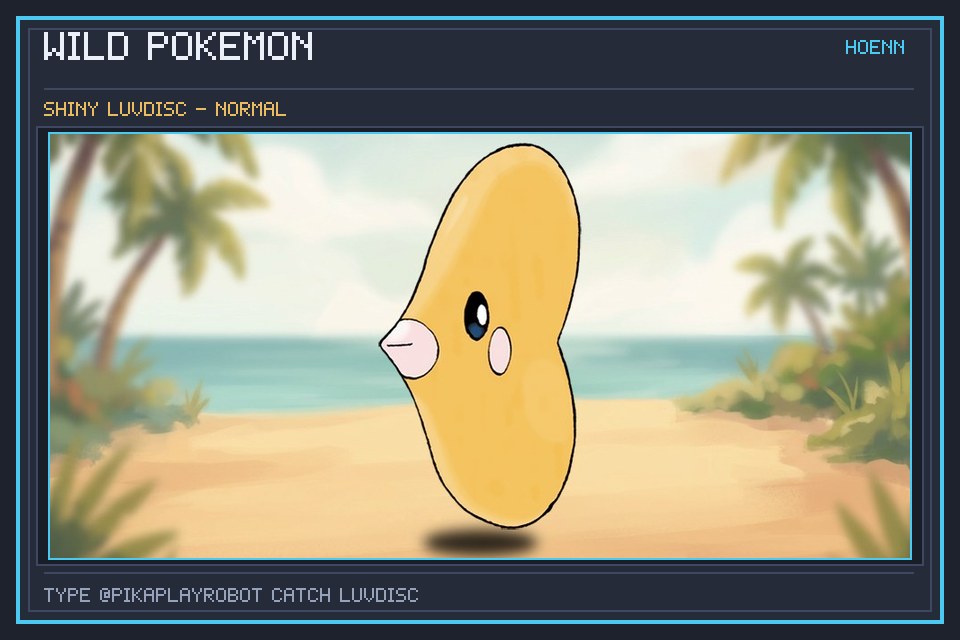 WILD POKEMON
HOENN
SHINY LUVDISC - NORMAL
TYPE @PIKAPLAYROBOT CATCH LUVDISC